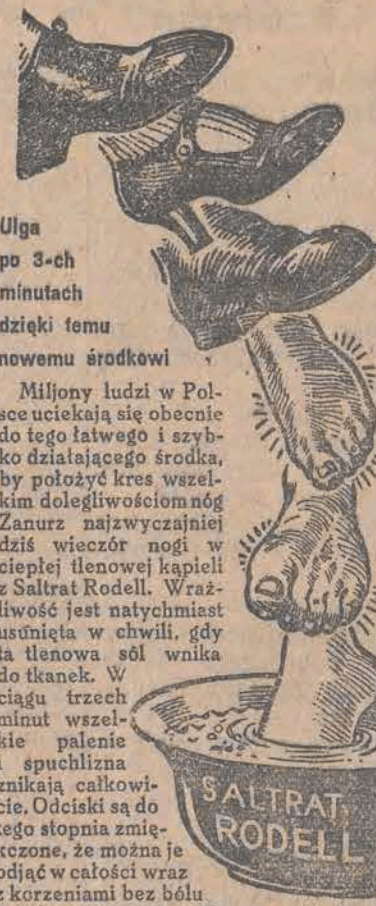 Ulga
po 3-ch
minutach
dzięki temu
nowemu środkowi
Miljony ludzi w Pol-
sce uciekają się obecnie
do tego łatwego i szyb-
ko działającego środka,
by położyć kres wszel-
kim dolegliwościom nóg
Zanurz najzwyczajniej
dziś wieczór nogi w
ciepłej tlenowej kąpieli
z Saltrat Rodell. Wraż-
liwość jest natychmiast
usunięta w chwili, gdy
ta tlenowa sól wnika
do tkanek. W
ciągu trzech
minut wszel-
kie palenie
i spuchlizna
znikają całkowi-
cie. Odciski są do
tego stopnia zmię-
kczone, że można je
odjąć w całości wraz
z korzeniami bez bólu
SALTRAT
RODELL